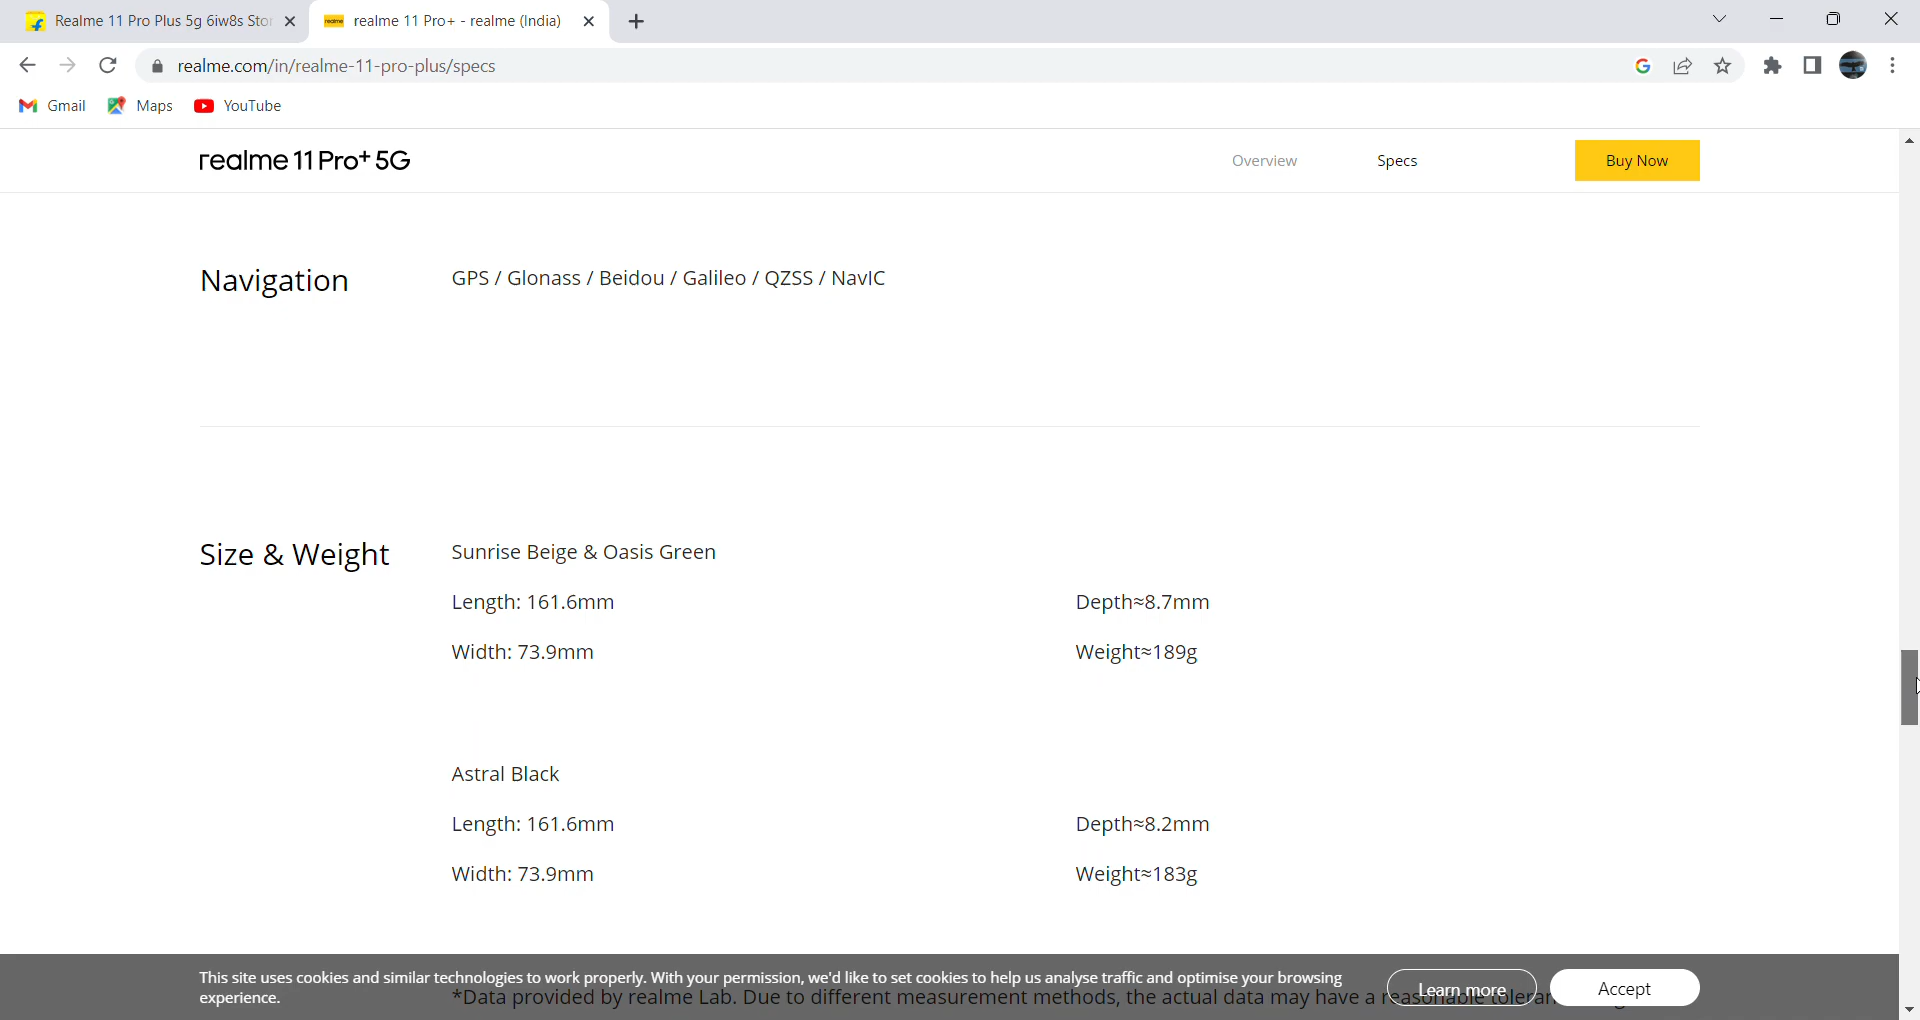 Realme 11 Pro Plus 5g 6iw8s Stor
realme 11 Pro+ - realme (India)
realme.com/in/realme-11-pro-plus/specs
Gmail
Maps
YouTube
realme 11 Pro+ 5G
Overview
Specs
Buy Now
Navigation
GPS / Glonass / Beidou / Galileo / QZSS / NavIC
Size & Weight
Sunrise Beige & Oasis Green
Length: 161.6mm
Depth≈8.7mm
Width: 73.9mm
Weight≈189g
Astral Black
Length: 161.6mm
Depth≈8.2mm
Width: 73.9mm
Weight≈183g
This site uses cookies and similar technologies to work properly. With your permission, we'd like to set cookies to help us analyse traffic and optimise your browsing
experience.
*Data provided by realme Lab. Due to different measurement methods, the actual data may have a reasonable
Learn more
Accept